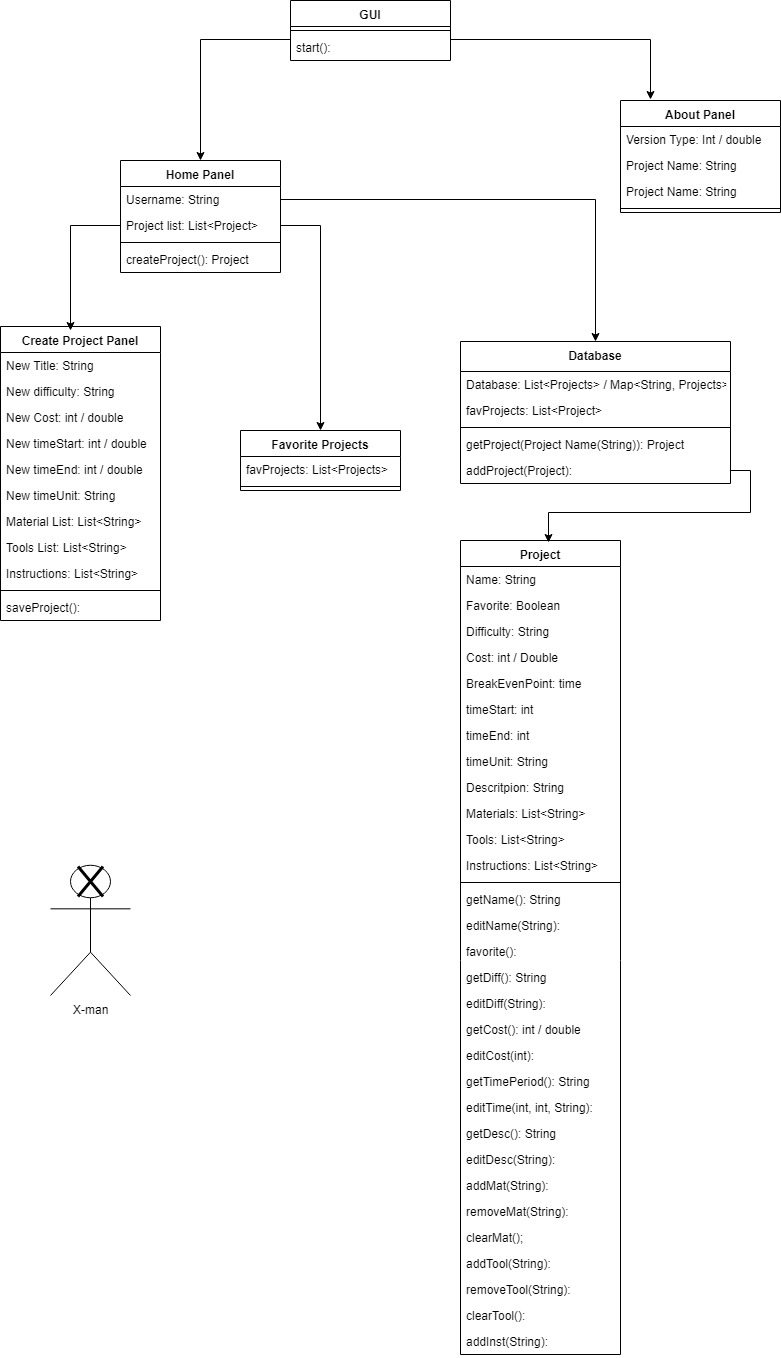 GUI
start():
About Panel
Version Type: Int / double
Project Name: String
Project Name: String
Home Panel
Username: String
Project list: List<Project>
createProject(): Project
Create Project Panel
New Title: String
New difficulty: String
New Cost: int / double
New timeStart: int / double
New timeEnd: int / double
New timeUnit: String
Material List: List<String>
Tools List: List<String>
Instructions: List<String>
saveProject():
Favorite Projects
favProjects: List<Projects>
Database
Database: List<Projects> / Map<String, Projects>
favProjects: List<Project>
getProject(Project Name(String)): Project
addProject(Project):
Project
Name: String
Favorite: Boolean
Difficulty: String
Cost: int / Double
BreakEvenPoint: time
timeStart: int
timeEnd: int
timeUnit: String
Descritpion: String
Materials: List<String>
Tools: List<String>
Instructions: List<String>
getName(): String
editName(String):
favorite():
getDiff(): String
editDiff(String):
getCost(): int / double
editCost(int):
getTimePeriod(): String
editTime(int, int, String):
getDesc(): String
editDesc(String):
addMat(String):
removeMat(String):
clearMat();
addTool(String):
removeTool(String):
clearTool():
addInst(String):
X-man